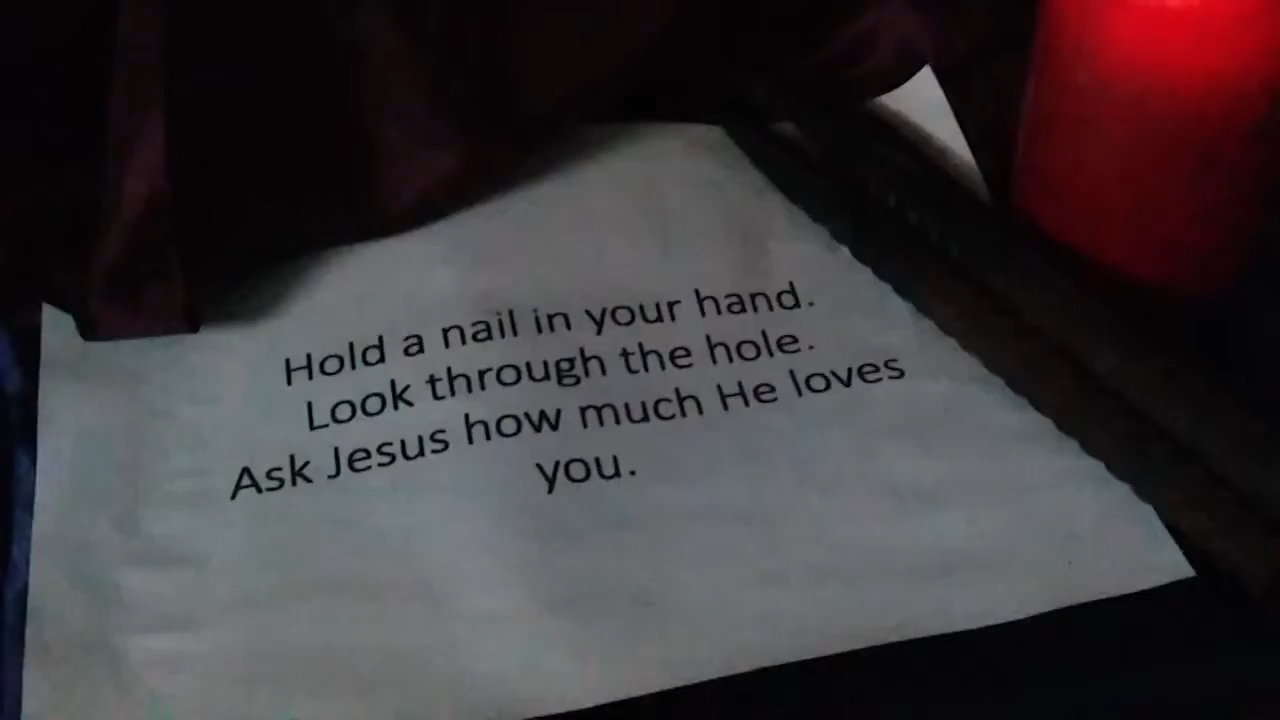 Hold a nail in your hand.
Look through the hole.
Ask Jesus how much He loves
you.